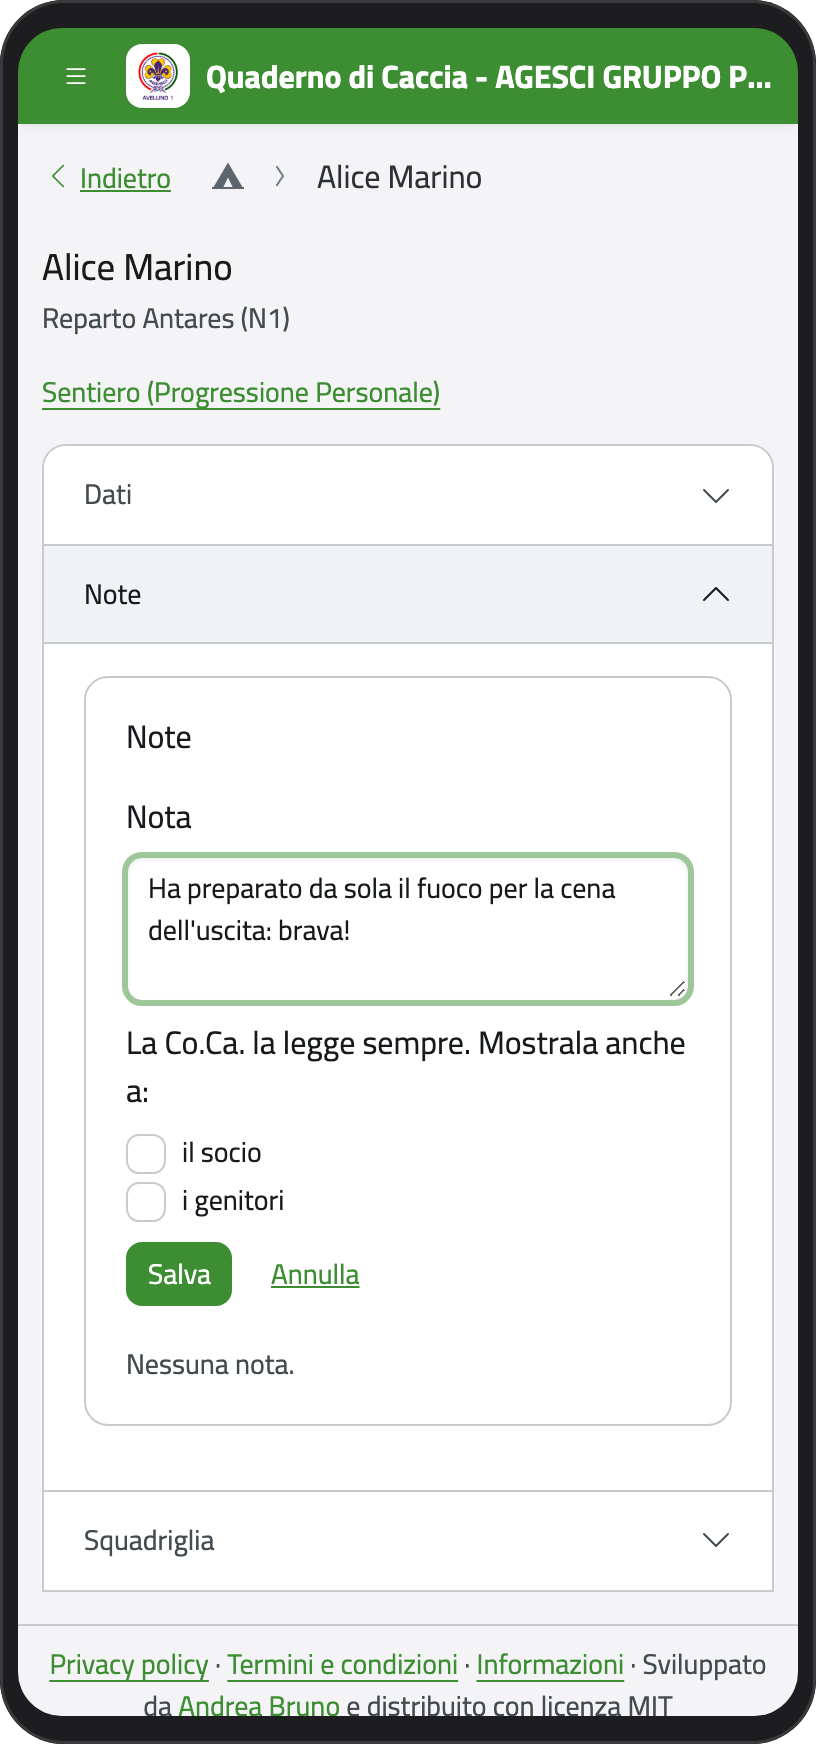 AVELLINO 1
Quaderno di Caccia - AGESCI GRUPPO P...
Indietro
Alice Marino
Alice Marino
Reparto Antares (N1)
Sentiero (Progressione Personale)
Dati
Note
Note
Nota
Ha preparato da sola il fuoco per la cena
dell'uscita: brava!
La Co.Ca. la legge sempre. Mostrala anche
a:
il socio
i genitori
Salva
Annulla
Nessuna nota.
Squadriglia
Privacy policy · Termini e condizioni · Informazioni · Sviluppato
da Andrea Bruno e distribuito con licenza MIT